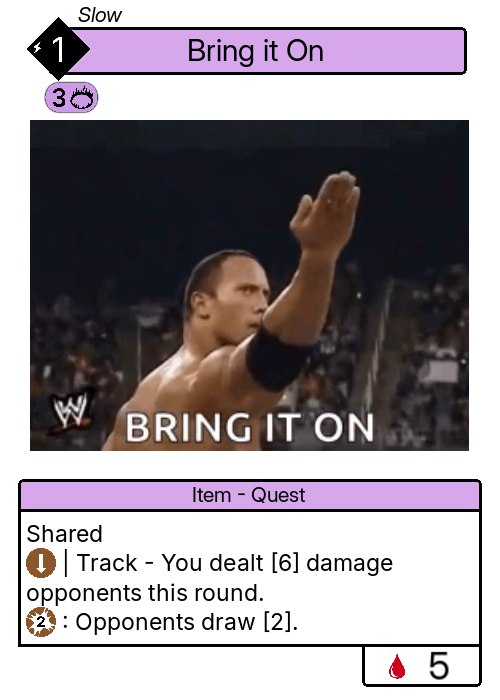 Slow
1
Bring it On
3
W
BRING IT ON
Item - Quest
Shared
| Track - You dealt [6] damage
opponents this round.
2 : Opponents draw [2].
5